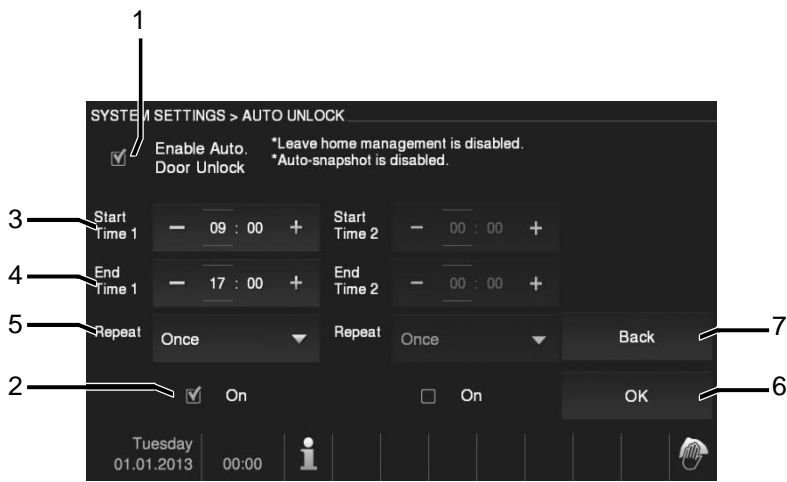 1
SYSTEM SETTINGS > AUTO UNLOCK
Enable Auto.
Door Unlock
*Leave home management is disabled.
*Auto-snapshot is disabled.
3
Start
Time 1
− 09 : 00 +
Start
Time 2
− 00 : 00 +
4
End
Time 1
− 17 : 00 +
End
Time 2
− 00 : 00 +
5
Repeat
Once
Repeat
Once
Back
7
2
On
On
OK
6
Tuesday
01.01.2013
00:00
i